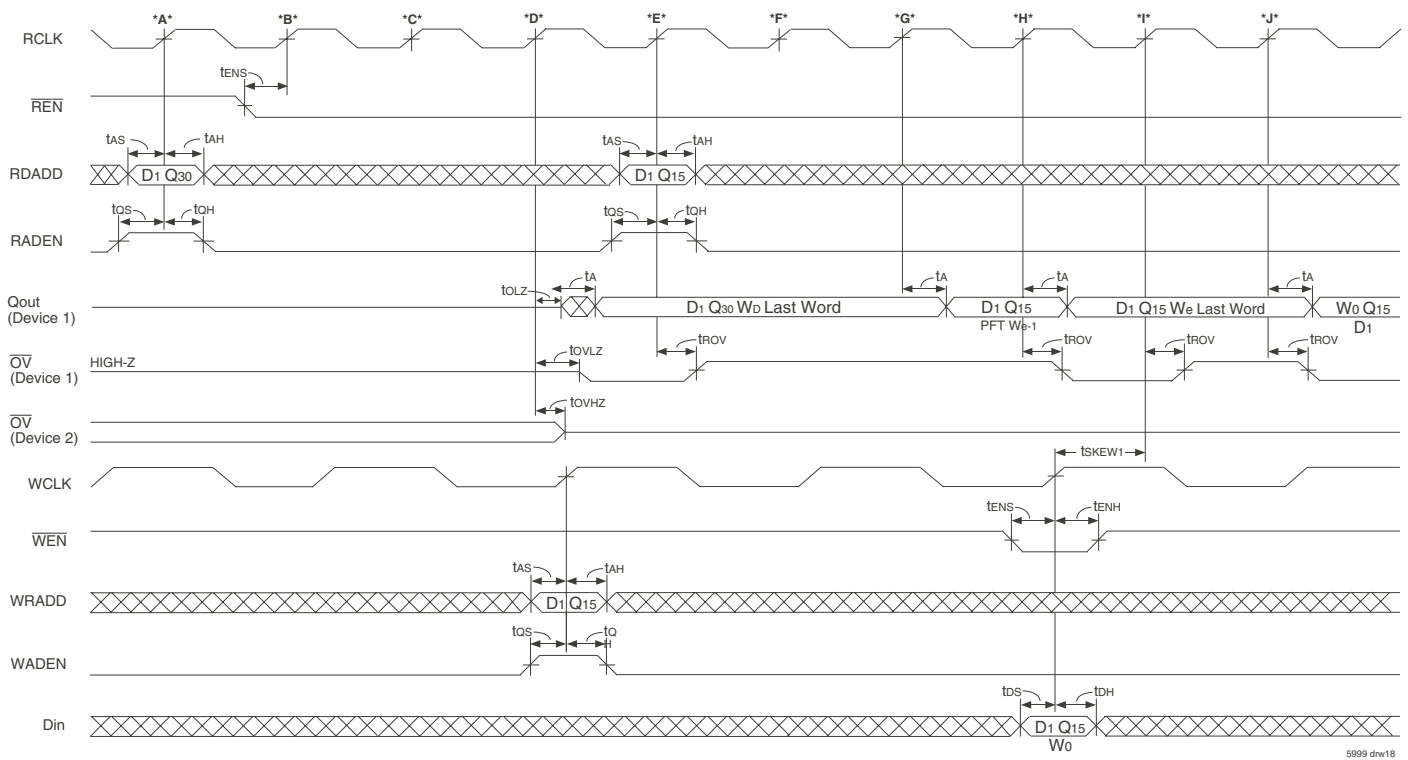 *A* *B* *C* *D* *E* *F* *G* *H* *I* *J*
RCLK
tENS
REN
tAS tAH tAS tAH
RDADD D1 Q30 D1 Q15
tQS tQH tQS tQH
RADEN
tOLZ tA tA tA tA
Qout
(Device 1)
D1 Q30 WD Last Word D1 Q15 D1 Q15 We Last Word W0 Q15
PFT We-1 D1
tOVLZ tROV tROV tROV tROV
OV
(Device 1)
HIGH-Z
tOVHZ
OV
(Device 2)
tSKEW1
WCLK
tENS tENH
WEN
tAS tAH
WRADD D1 Q15
tQS tQ
H
WADEN
tDS tDH
Din D1 Q15
W0
5999 drw18